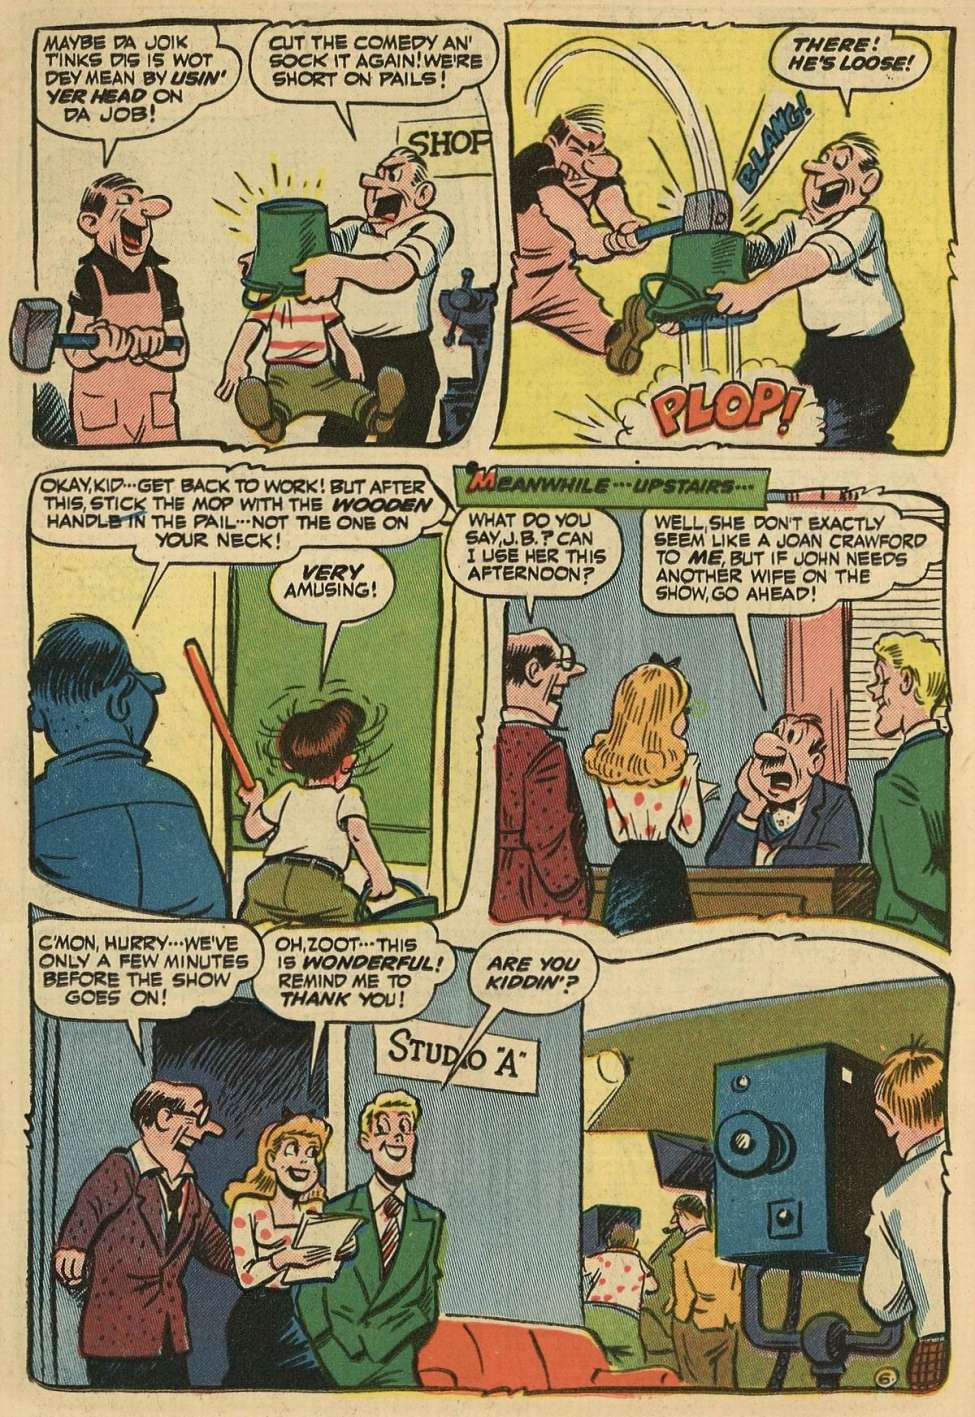 MAYBE DA JOIK
T'INKS DIS IS WOT
DEY MEAN BY USIN'
YER HEAD ON
DA JOB!
CUT THE COMEDY AN'
SOCK IT AGAIN! WE'RE
SHORT ON PAILS!
SHOP
THERE!
HE'S LOOSE!
BLANG!
PLOP!
OKAY, KID---GET BACK TO WORK! BUT AFTER
THIS, STICK THE MOP WITH THE WOODEN
HANDLE IN THE PAIL---NOT THE ONE ON
YOUR NECK!
VERY
AMUSING!
MEANWHILE---UPSTAIRS---
WHAT DO YOU
SAY, J.B.? CAN
I USE HER THIS
AFTERNOON?
WELL, SHE DON'T EXACTLY
SEEM LIKE A JOAN CRAWFORD
TO ME, BUT IF JOHN NEEDS
ANOTHER WIFE ON THE
SHOW, GO AHEAD!
C'MON, HURRY---WE'VE
ONLY A FEW MINUTES
BEFORE THE SHOW
GOES ON!
OH, ZOOT---THIS
IS WONDERFUL!
REMIND ME TO
THANK YOU!
ARE YOU
KIDDIN'?
STUDIO "A"
6